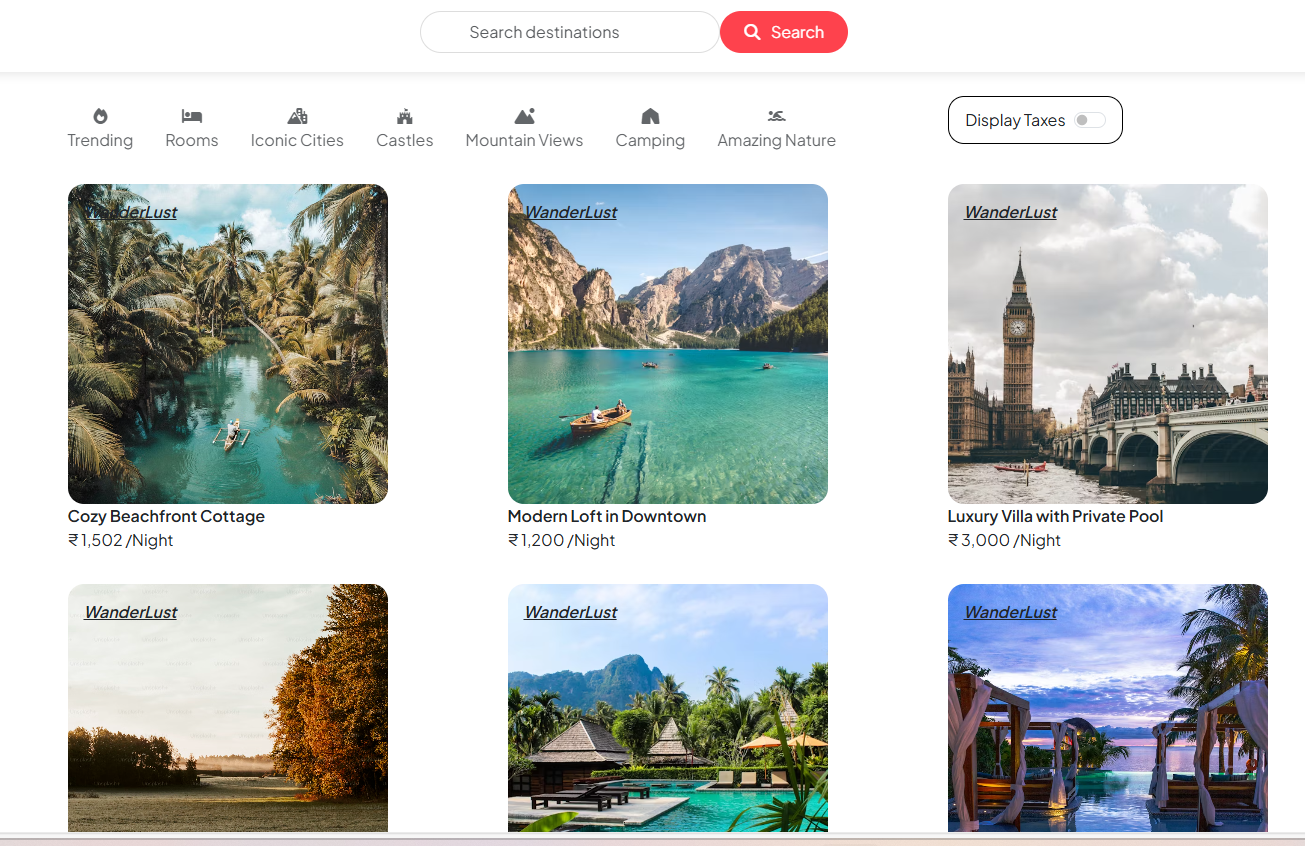 Search destinations
Search
Trending
Rooms
Iconic Cities
Castles
Mountain Views
Camping
Amazing Nature
Display Taxes
WanderLust
WanderLust
WanderLust
Cozy Beachfront Cottage
₹ 1,502 /Night
Modern Loft in Downtown
₹ 1,200 /Night
Luxury Villa with Private Pool
₹ 3,000 /Night
WanderLust
WanderLust
WanderLust